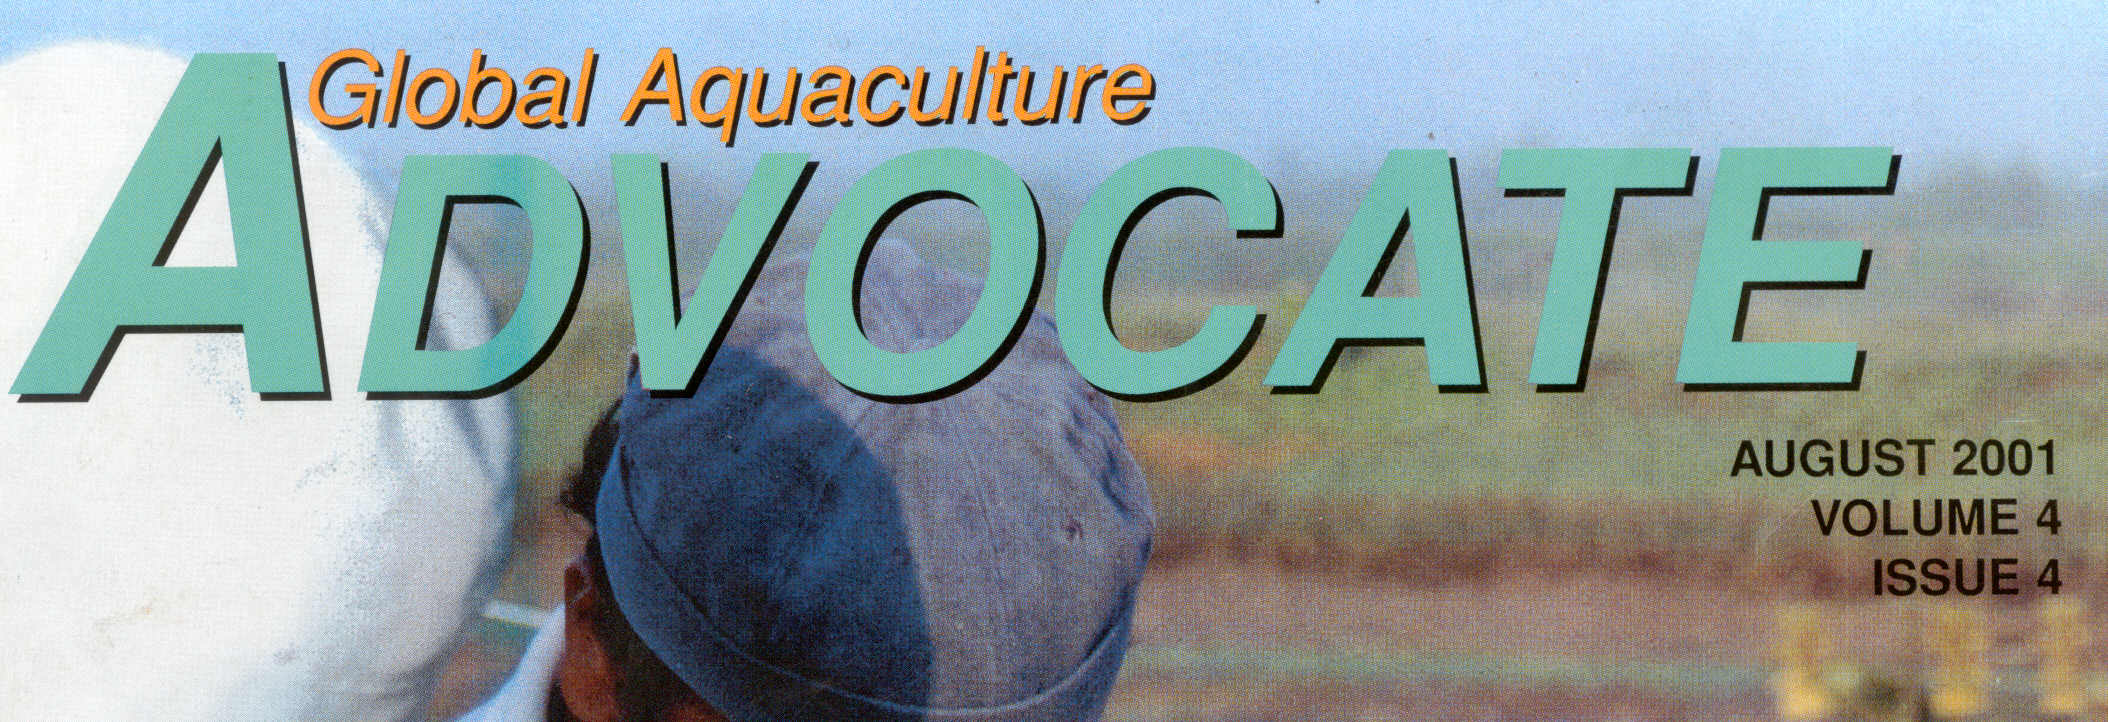 Global Aquaculture
ADVOCATE
AUGUST 2001
VOLUME 4
ISSUE 4